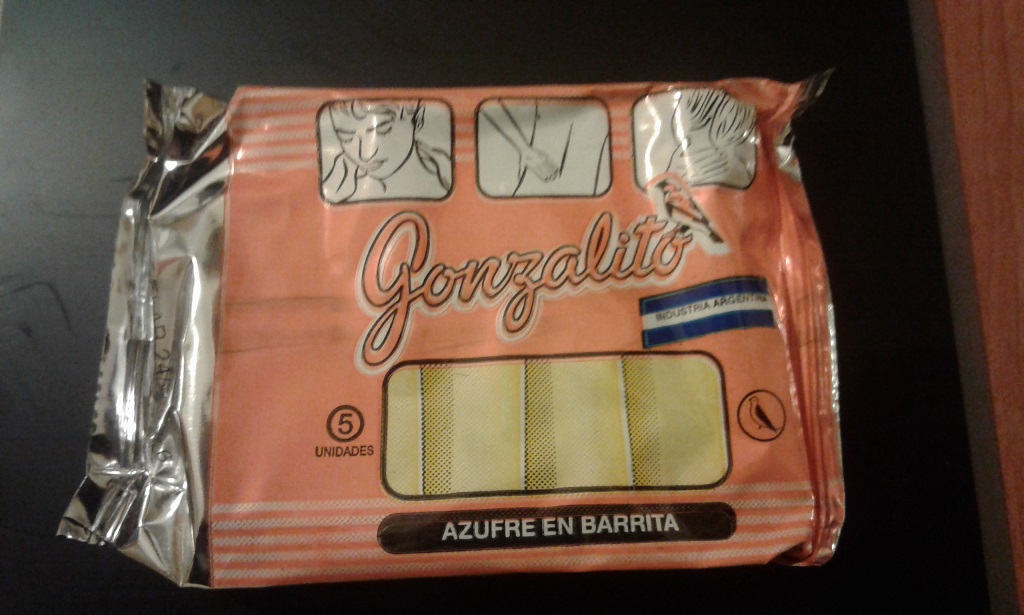 Gonzalito
INDUSTRIA ARGENTINA
5
UNIDADES
AZUFRE EN BARRITA